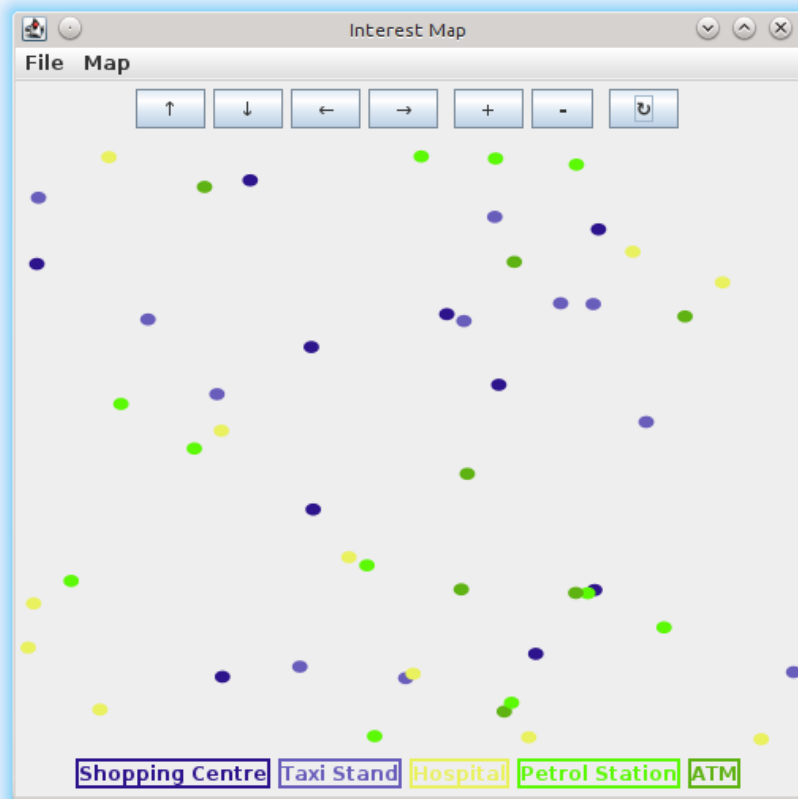 Interest Map
File Map
↑ ↓ ← → + - ↻
Shopping Centre Taxi Stand Hospital Petrol Station ATM